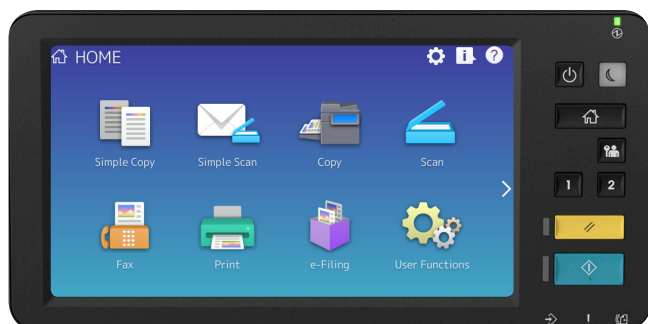 HOME
Simple Copy
Simple Scan
Copy
Scan
Fax
Print
e-Filing
User Functions
1
2